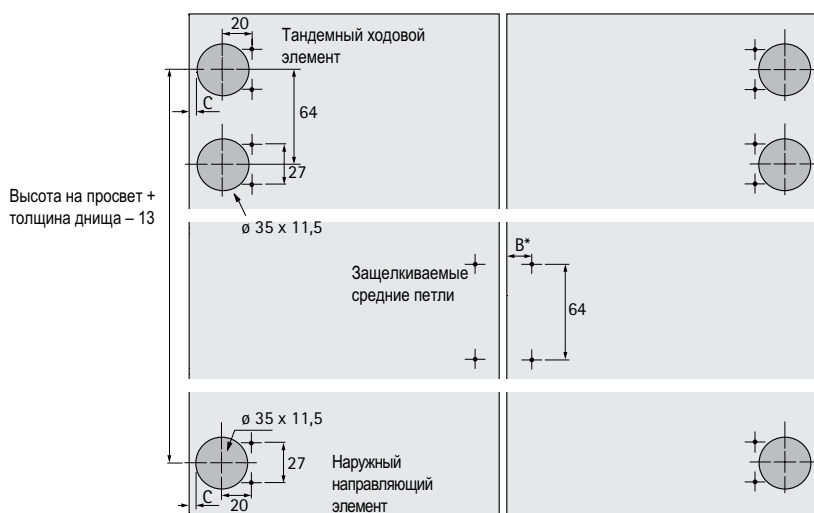 20
Тандемный ходовой
элемент
C
64
27
Высота на просвет +
толщина днища – 13
ø 35 x 11,5
B*
Защелкиваемые
средние петли
64
ø 35 x 11,5
27
Наружный
направляющий
элемент
C
20